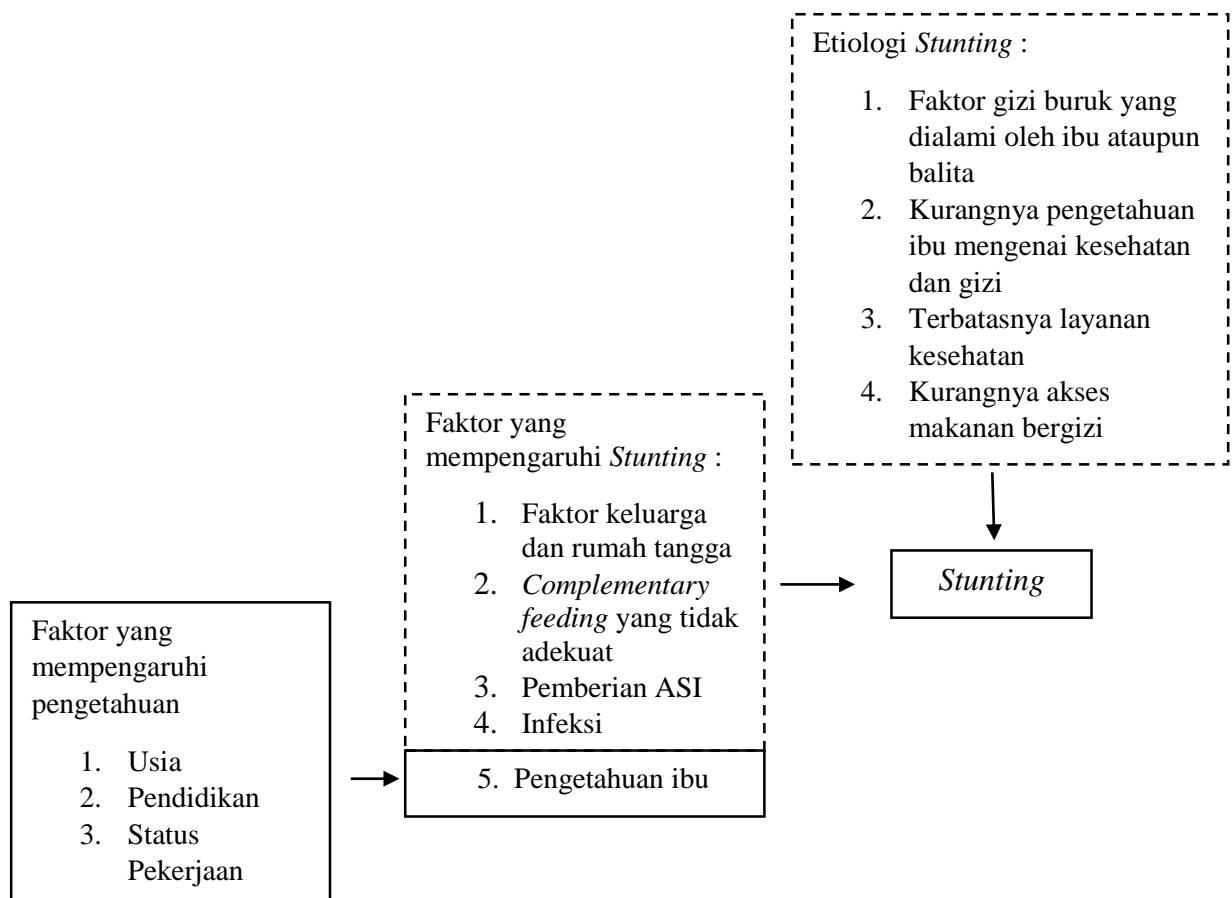 Etiologi Stunting :
1. Faktor gizi buruk yang
dialami oleh ibu ataupun
balita
2. Kurangnya pengetahuan
ibu mengenai kesehatan
dan gizi
3. Terbatasnya layanan
kesehatan
4. Kurangnya akses
makanan bergizi
Faktor yang
mempengaruhi Stunting :
1. Faktor keluarga
dan rumah tangga
2. Complementary
feeding yang tidak
adekuat
3. Pemberian ASI
4. Infeksi
5. Pengetahuan ibu
Stunting
Faktor yang
mempengaruhi
pengetahuan
1. Usia
2. Pendidikan
3. Status
Pekerjaan